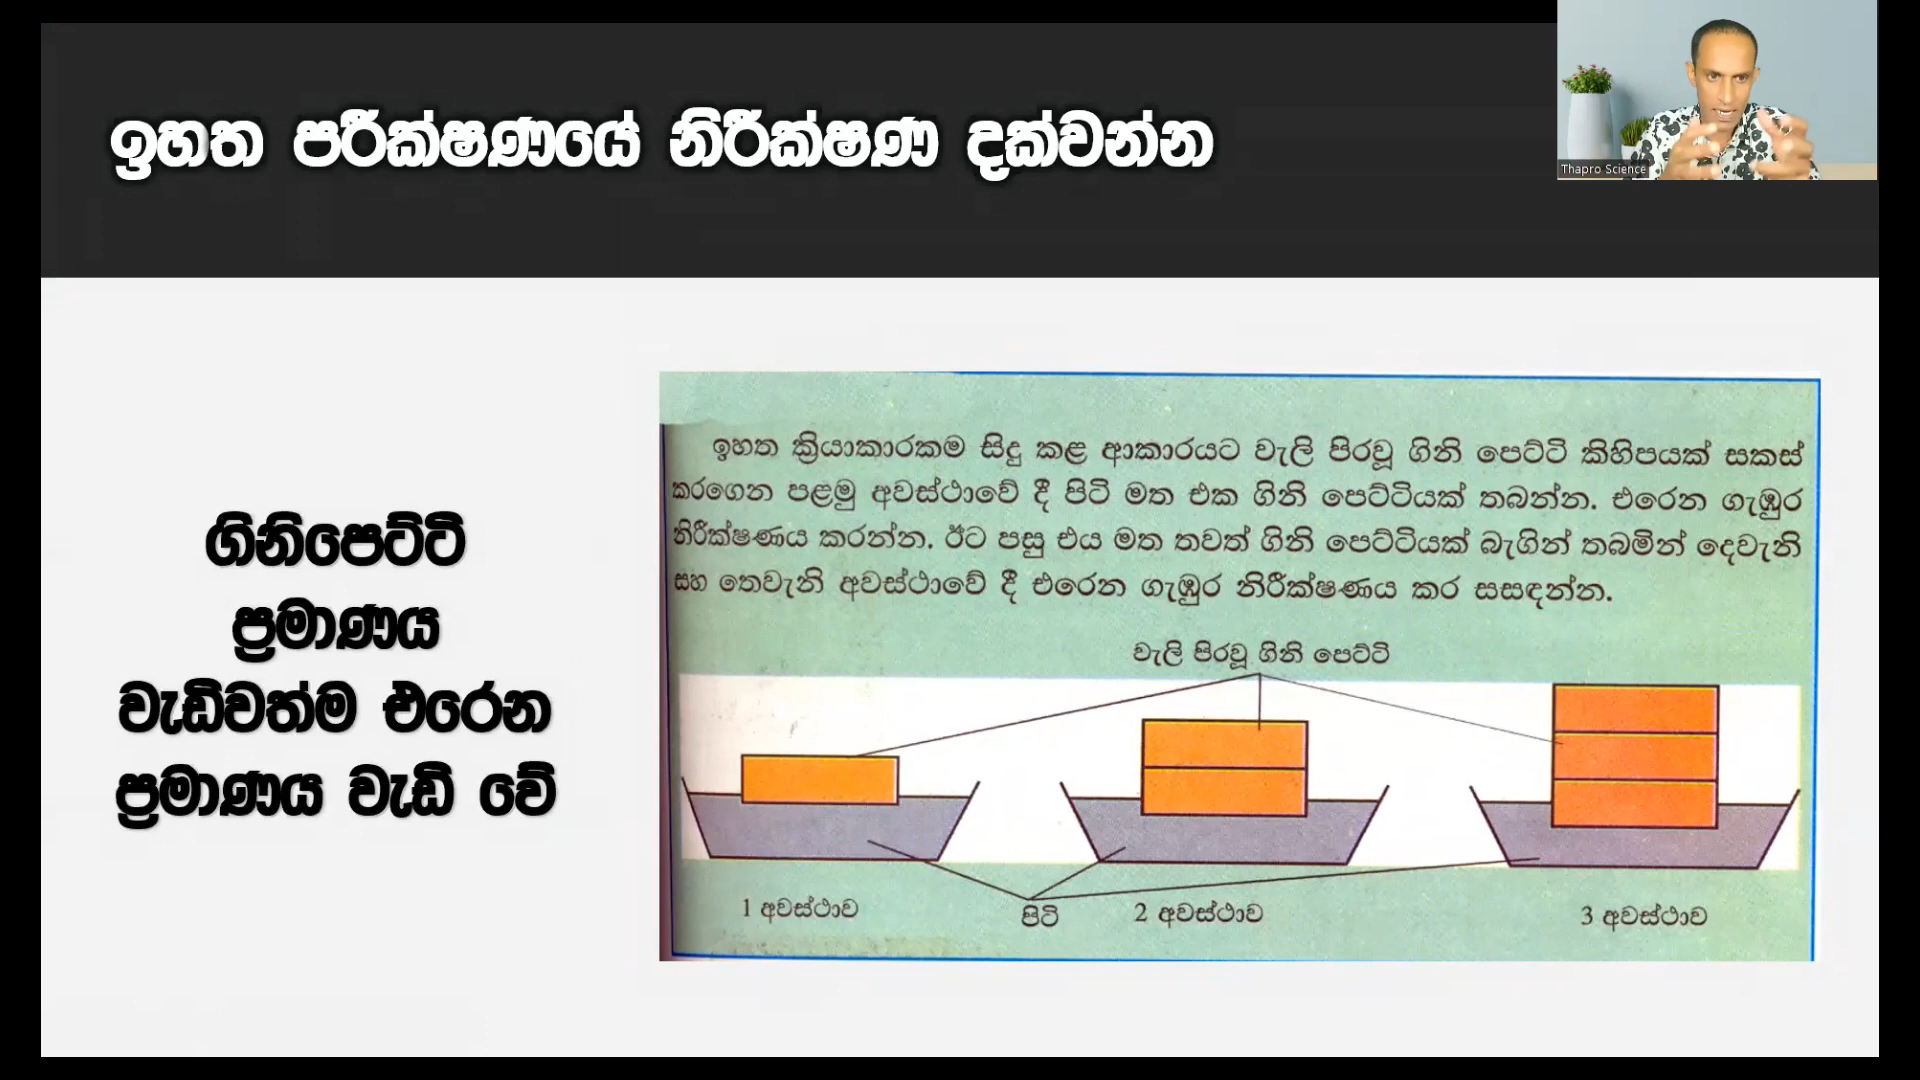 ඉහත පරීක්ෂණයේ නිරීක්ෂණ දක්වන්න
Thapro Science
ගිනිපෙට්ටි
ප්‍රමාණය
වැඩිවත්ම එරෙන
ප්‍රමාණය වැඩි වේ
ඉහත ක්‍රියාකාරකම සිදු කළ ආකාරයට වැලි පිරවූ ගිනි පෙට්ටි කිහිපයක් සකස්
කරගෙන පළමු අවස්ථාවේ දී පිටි මත එක ගිනි පෙට්ටියක් තබන්න. එරෙන ගැඹුර
නිරීක්ෂණය කරන්න. ඊට පසු එය මත තවත් ගිනි පෙට්ටියක් බැගින් තබමින් දෙවැනි
සහ තෙවැනි අවස්ථාවේ දී එරෙන ගැඹුර නිරීක්ෂණය කර සසඳන්න.
වැලි පිරවූ ගිනි පෙට්ටි
1 අවස්ථාව
පිටි
2 අවස්ථාව
3 අවස්ථාව